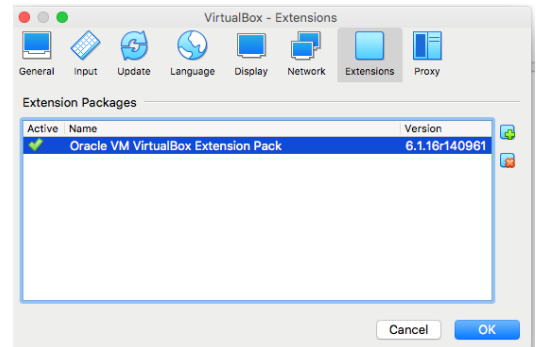 VirtualBox - Extensions
General Input Update Language Display Network Extensions Proxy
Extension Packages
Active Name Version
Oracle VM VirtualBox Extension Pack 6.1.16r140961
Cancel OK